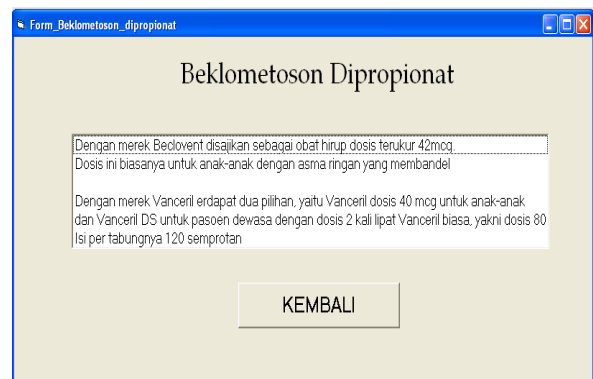 Form_Beklometoson_dipropionat
Beklometoson Dipropionat
Dengan merek Beclovent disajikan sebagai obat hirup dosis terukur 42mcg.
Dosis ini biasanya untuk anak-anak dengan asma ringan yang membandel
Dengan merek Vanceril erdapat dua pilihan, yaitu Vanceril dosis 40 mcg untuk anak-anak
dan Vanceril DS untuk pasoen dewasa dengan dosis 2 kali lipat Vanceril biasa, yakni dosis 80
Isi per tabungnya 120 semprotan
KEMBALI